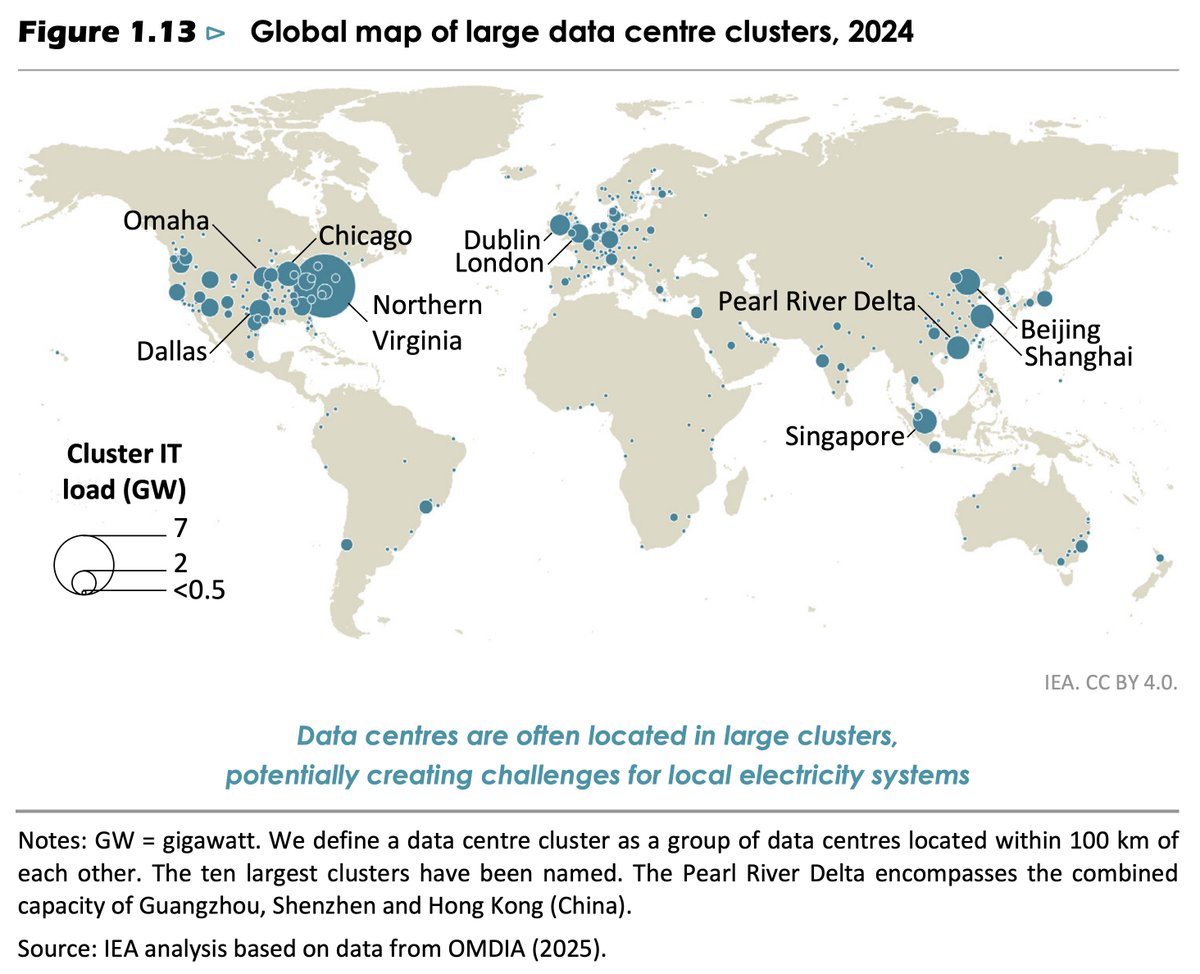 Figure 1.13 ▷ Global map of large data centre clusters, 2024
Omaha
Chicago
Northern
Virginia
Dallas
Dublin
London
Pearl River Delta
Beijing
Shanghai
Singapore
Cluster IT
load (GW)
7
2
<0.5
IEA. CC BY 4.0.
Data centres are often located in large clusters,
potentially creating challenges for local electricity systems
Notes: GW = gigawatt. We define a data centre cluster as a group of data centres located within 100 km of
each other. The ten largest clusters have been named. The Pearl River Delta encompasses the combined
capacity of Guangzhou, Shenzhen and Hong Kong (China).
Source: IEA analysis based on data from OMDIA (2025).